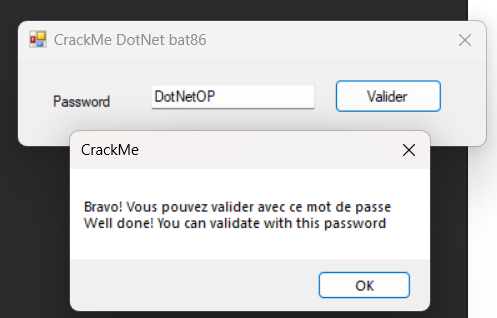 CrackMe DotNet bat86
Password DotNetOP Valider
CrackMe
Bravo! Vous pouvez valider avec ce mot de passe
Well done! You can validate with this password
OK